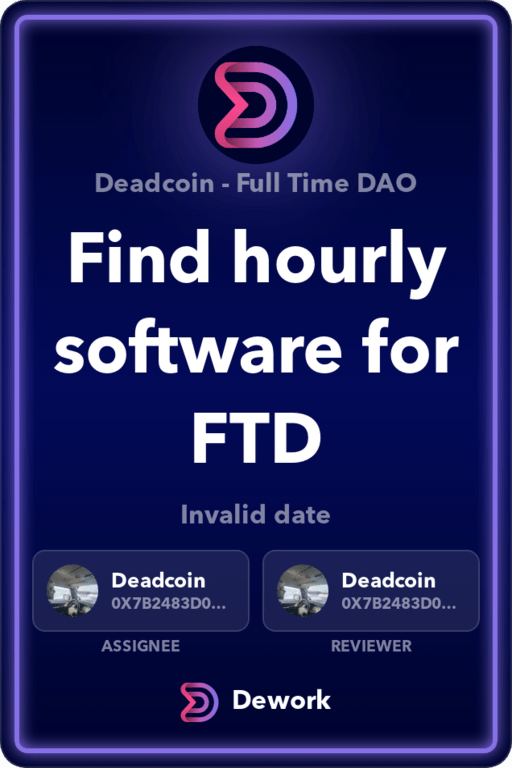 Deadcoin - Full Time DAO
Find hourly
software for
FTD
Invalid date
Deadcoin
0X7B2483D0...
ASSIGNEE
Deadcoin
0X7B2483D0...
REVIEWER
Dework